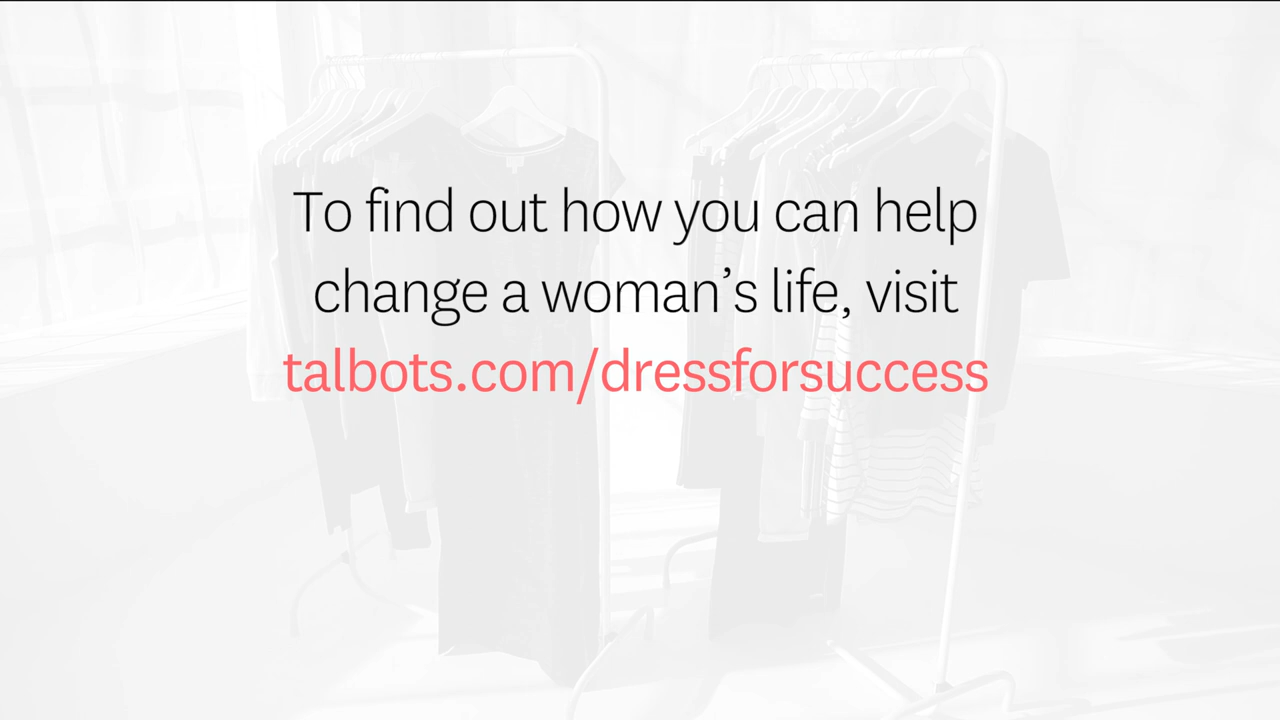 To find out how you can help
change a woman’s life, visit
talbots.com/dressforsuccess